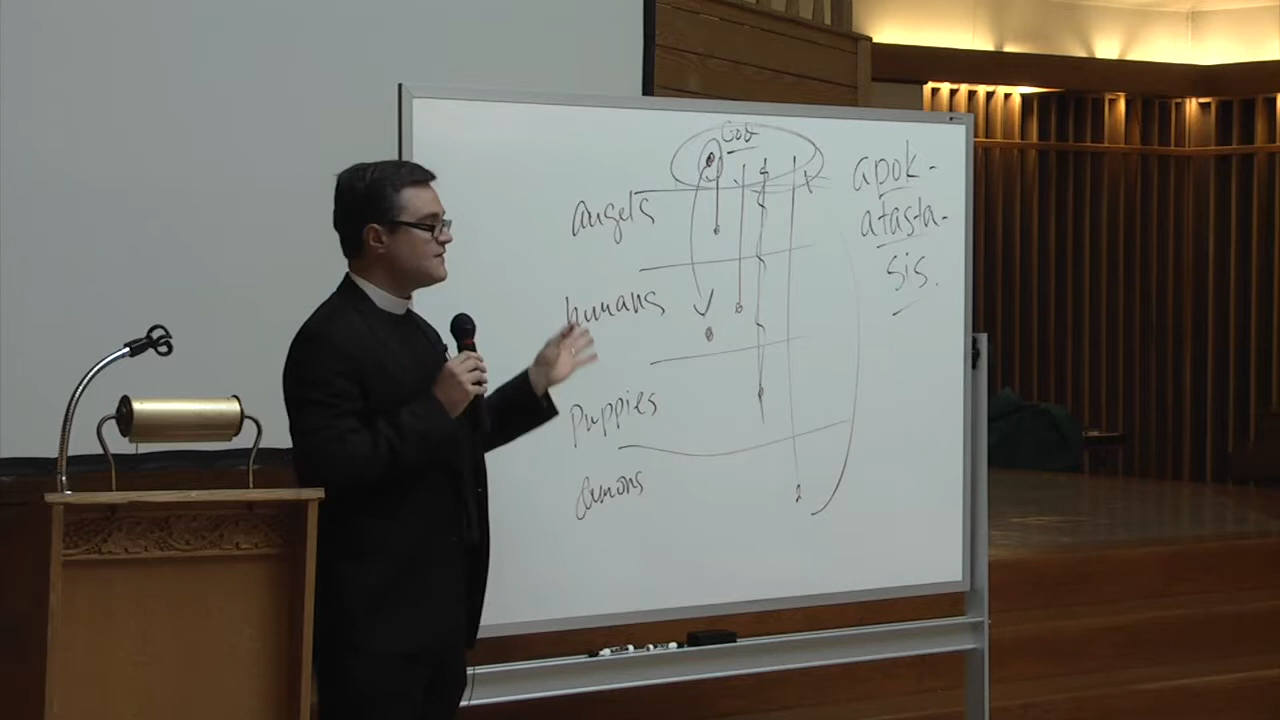 God
angels
humans
Puppies
demons
apok-
atasta-
sis.